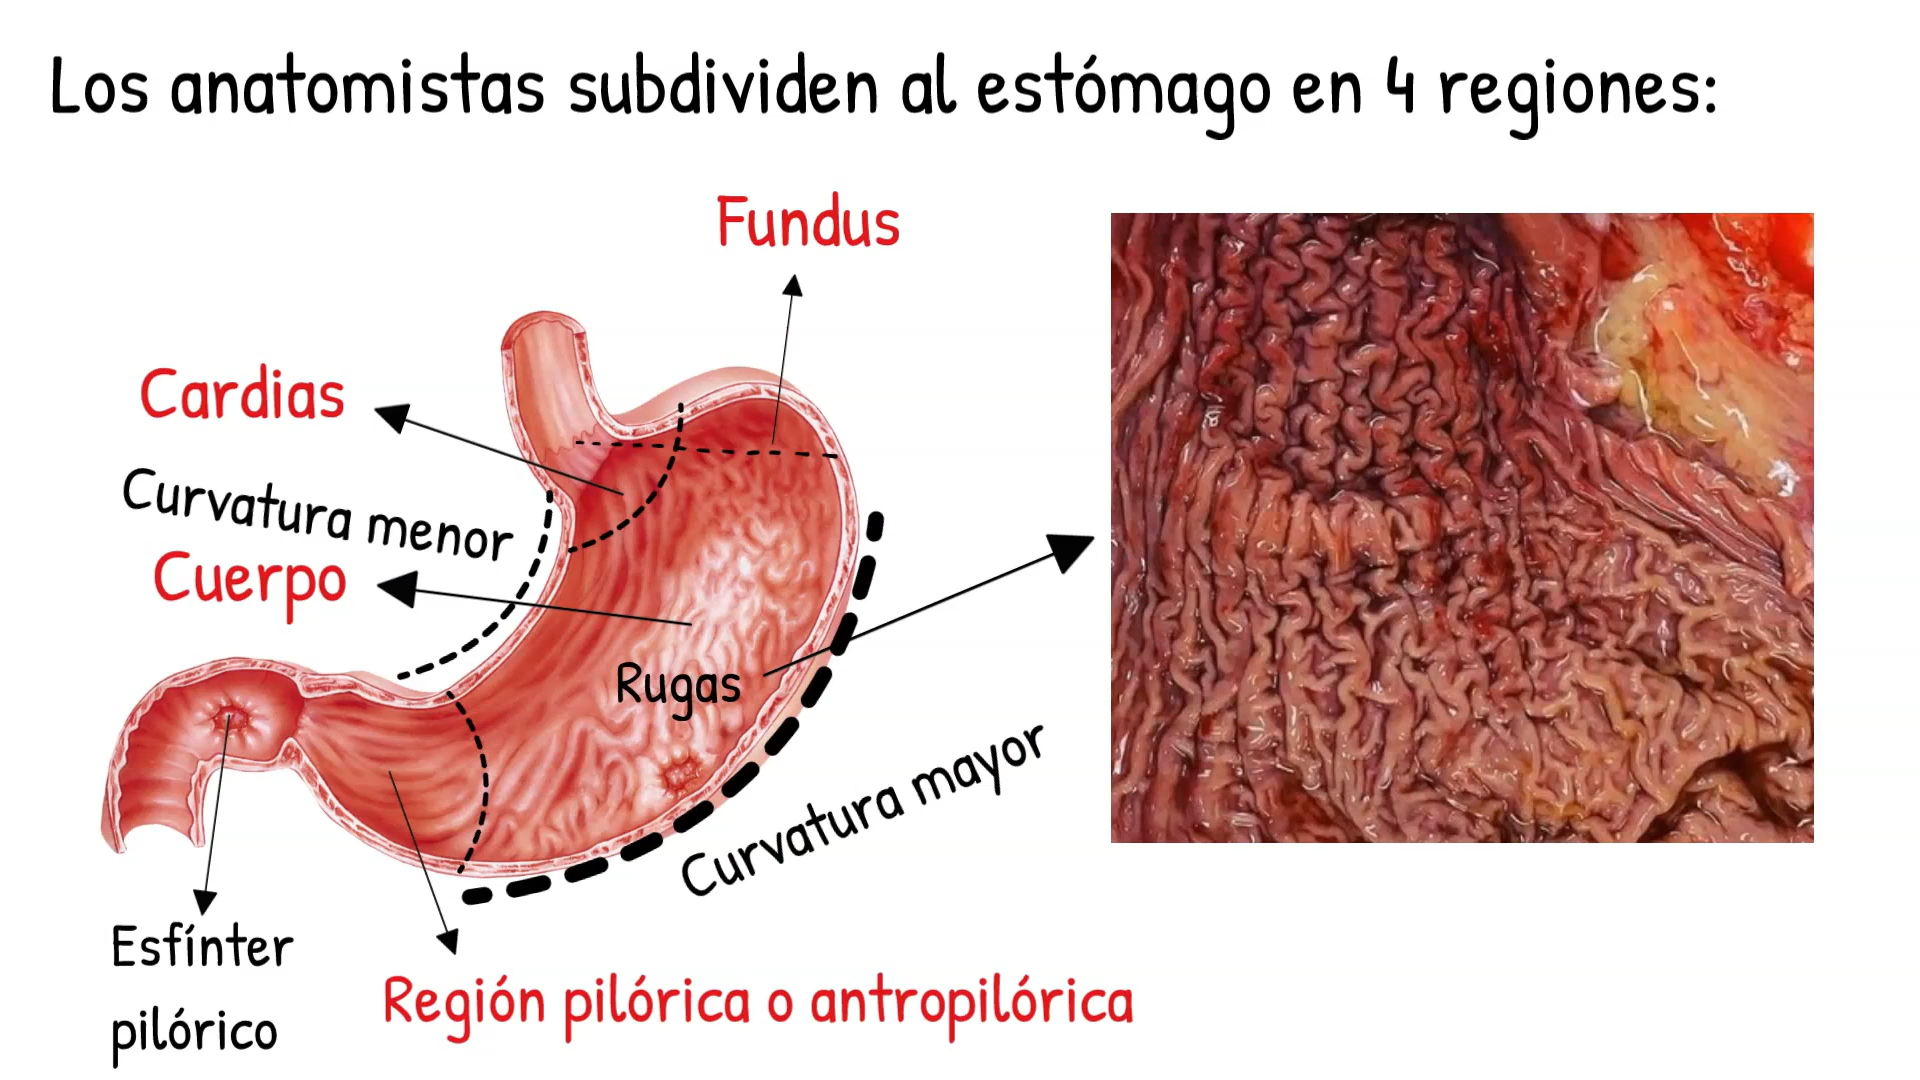 Los anatomistas subdividen al estómago en 4 regiones:
Fundus
Cardias
Curvatura menor
Cuerpo
Rugas
Curvatura mayor
Esfínter
pilórico
Región pilórica o antropilórica